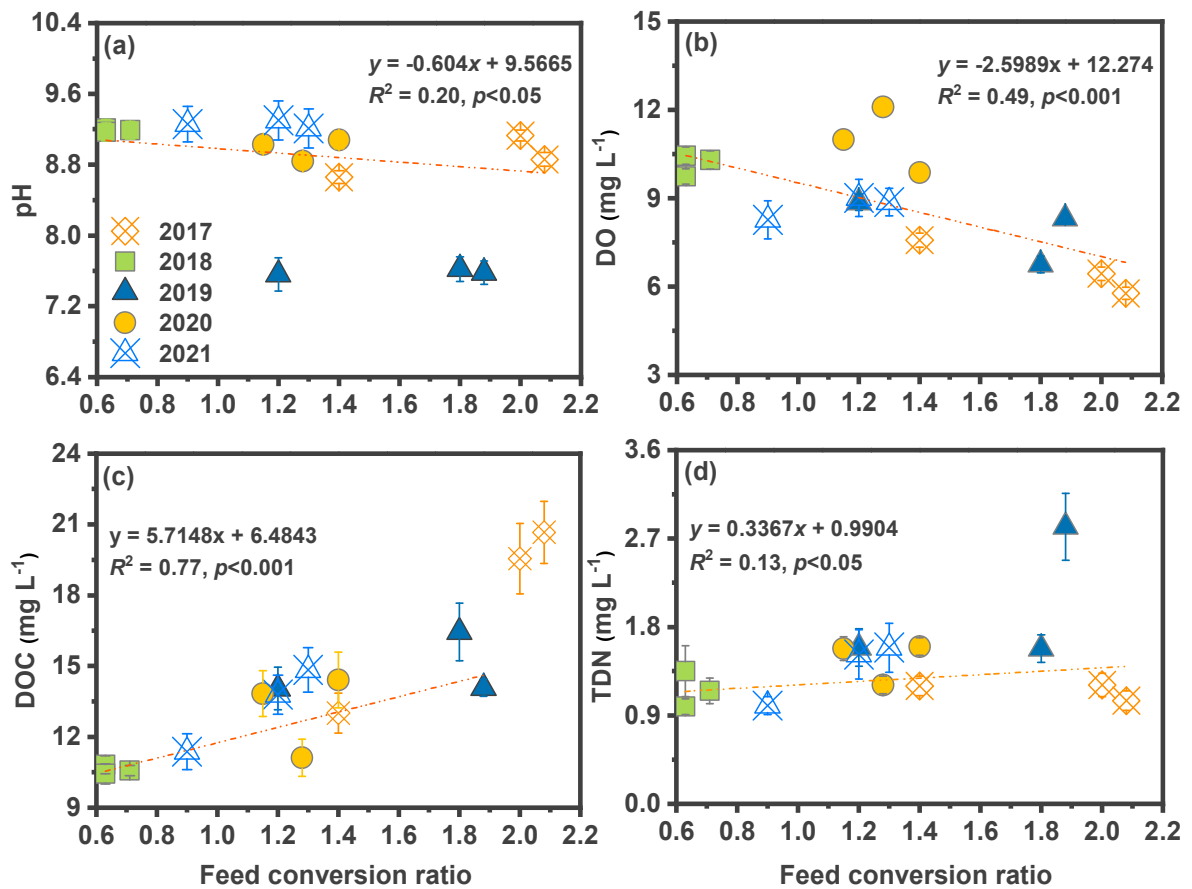 (a)
y = -0.604x + 9.5665
R² = 0.20, p<0.05
10.4
9.6
8.8
8.0
7.2
6.4
pH
2017
2018
2019
2020
2021
0.6 0.8 1.0 1.2 1.4 1.6 1.8 2.0 2.2
(b)
y = -2.5989x + 12.274
R² = 0.49, p<0.001
15
12
9
6
3
DO (mg L⁻¹)
0.6 0.8 1.0 1.2 1.4 1.6 1.8 2.0 2.2
(c)
y = 5.7148x + 6.4843
R² = 0.77, p<0.001
24
21
18
15
12
9
DOC (mg L⁻¹)
0.6 0.8 1.0 1.2 1.4 1.6 1.8 2.0 2.2
Feed conversion ratio
(d)
y = 0.3367x + 0.9904
R² = 0.13, p<0.05
3.6
2.7
1.8
0.9
0.0
TDN (mg L⁻¹)
0.6 0.8 1.0 1.2 1.4 1.6 1.8 2.0 2.2
Feed conversion ratio